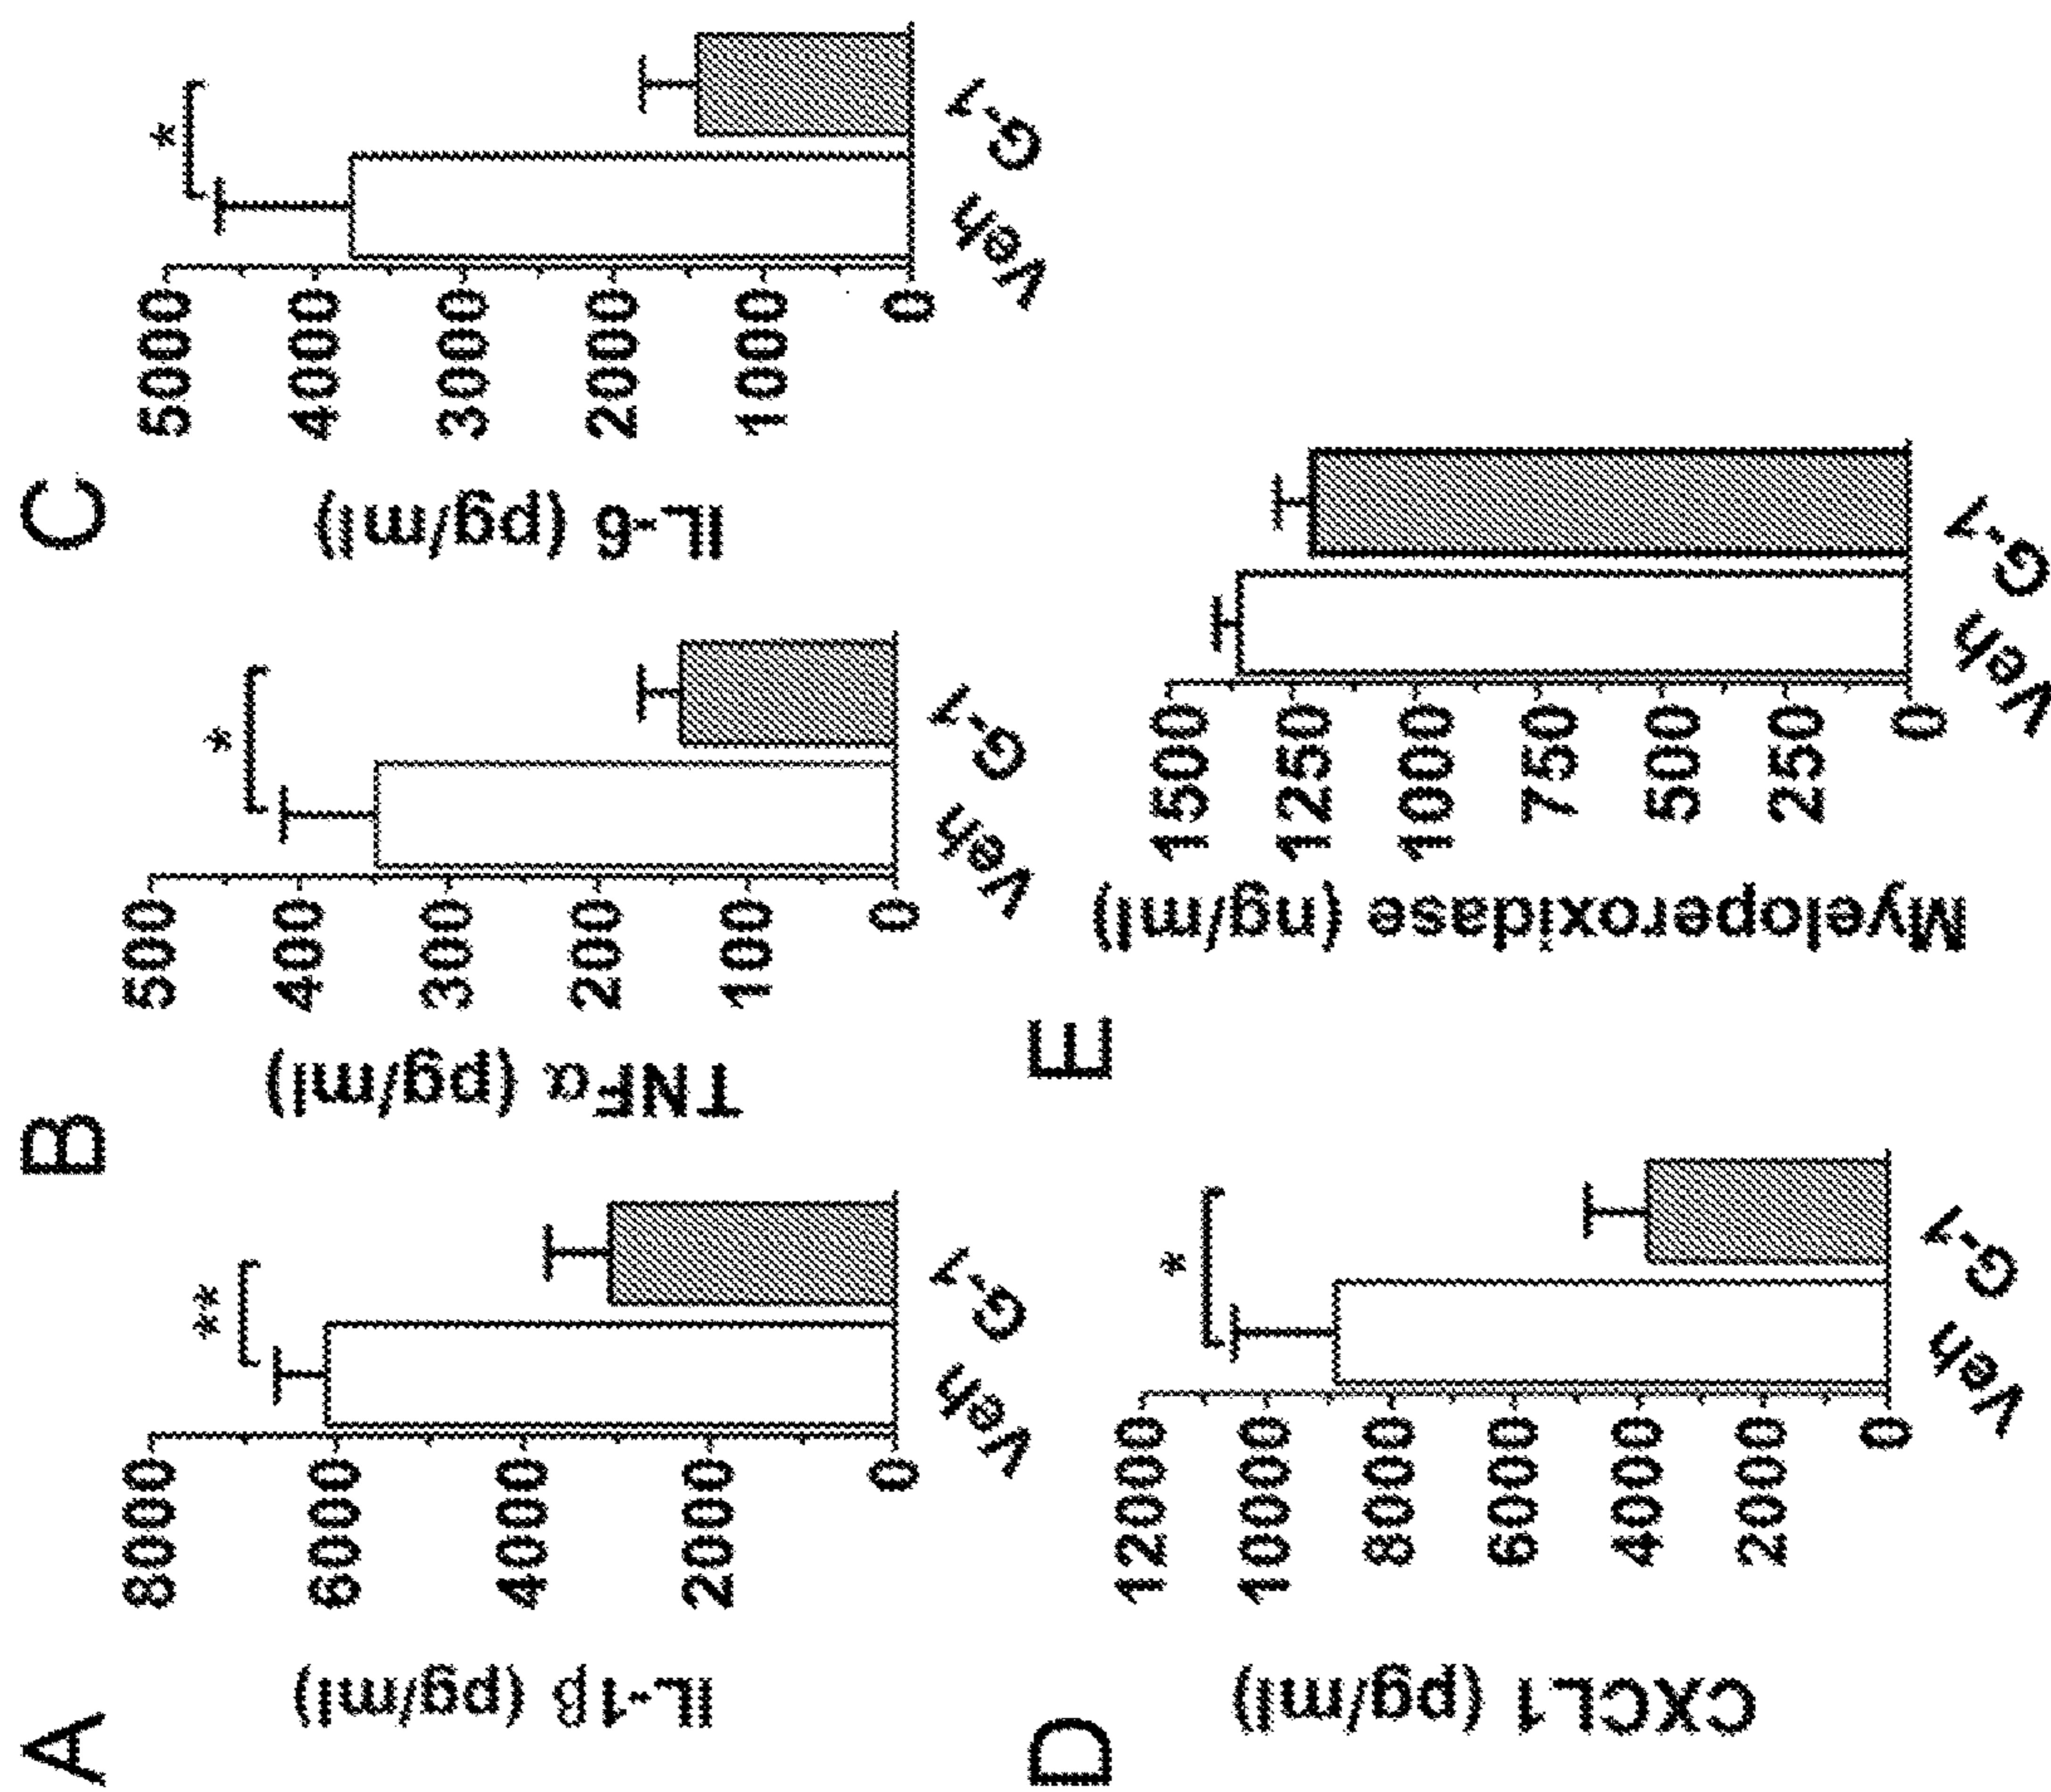 A
IL-1β (pg/ml)
8000
6000
4000
2000
0
**
Veh
G-1
B
TNFα (pg/ml)
500
400
300
200
100
0
*
Veh
G-1
C
IL-6 (pg/ml)
5000
4000
3000
2000
1000
0
*
Veh
G-1
D
CXCL1 (pg/ml)
12000
10000
8000
6000
4000
2000
0
*
Veh
G-1
E
Myeloperoxidase (ng/ml)
1500
1250
1000
750
500
250
0
Veh
G-1